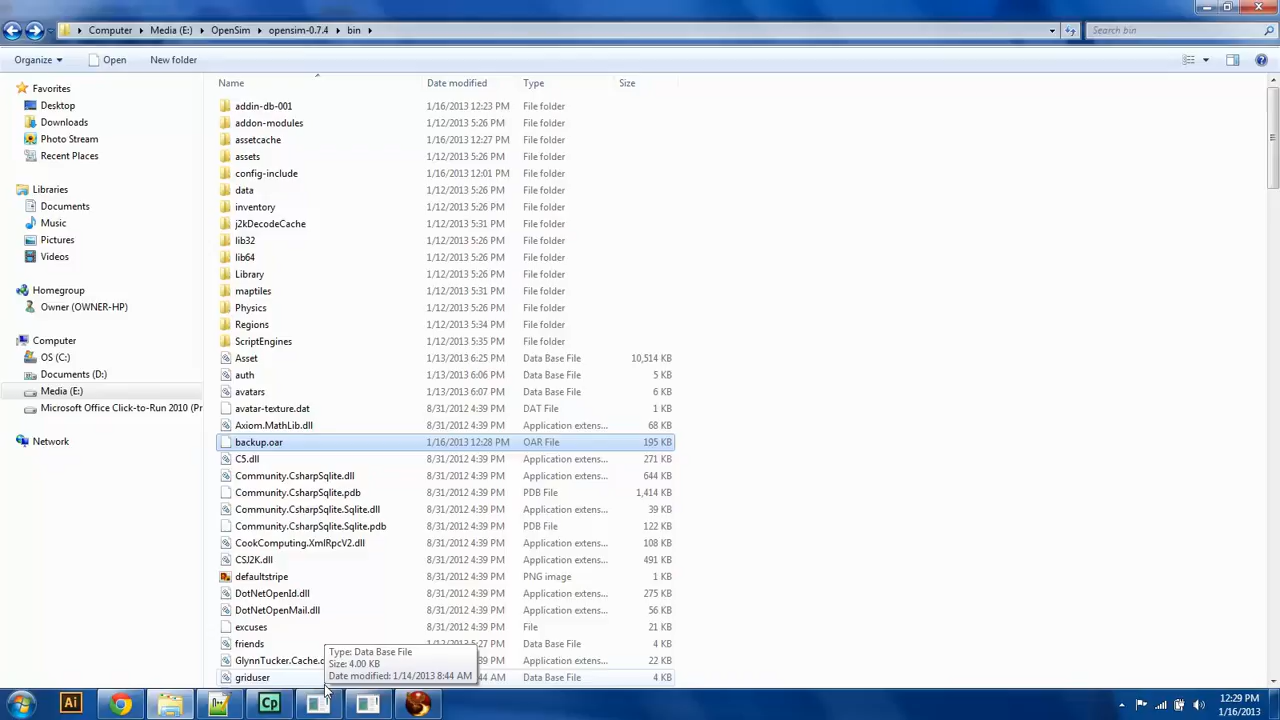 Computer Media (E:) OpenSim opensim-0.7.4 bin Search bin
Organize Open New folder
Name Date modified Type Size
Favorites
Desktop
Downloads
Photo Stream
Recent Places
Libraries
Documents
Music
Pictures
Videos
Homegroup
Owner (OWNER-HP)
Computer
OS (C:)
Documents (D:)
Media (E:)
Microsoft Office Click-to-Run 2010 (Pr
Network
addin-db-001 1/16/2013 12:23 PM File folder
addon-modules 1/12/2013 5:26 PM File folder
assetcache 1/16/2013 12:27 PM File folder
assets 1/12/2013 5:26 PM File folder
config-include 1/16/2013 12:01 PM File folder
data 1/12/2013 5:26 PM File folder
inventory 1/12/2013 5:26 PM File folder
j2kDecodeCache 1/12/2013 5:31 PM File folder
lib32 1/12/2013 5:26 PM File folder
lib64 1/12/2013 5:26 PM File folder
Library 1/12/2013 5:26 PM File folder
maptiles 1/12/2013 5:31 PM File folder
Physics 1/12/2013 5:26 PM File folder
Regions 1/12/2013 5:34 PM File folder
ScriptEngines 1/12/2013 5:35 PM File folder
Asset 1/13/2013 6:25 PM Data Base File 10,514 KB
auth 1/13/2013 6:06 PM Data Base File 5 KB
avatars 1/13/2013 6:07 PM Data Base File 6 KB
avatar-texture.dat 8/31/2012 4:39 PM DAT File 1 KB
Axiom.MathLib.dll 8/31/2012 4:39 PM Application extens... 68 KB
backup.oar 1/16/2013 12:28 PM OAR File 195 KB
C5.dll 8/31/2012 4:39 PM Application extens... 271 KB
Community.CsharpSqlite.dll 8/31/2012 4:39 PM Application extens... 644 KB
Community.CsharpSqlite.pdb 8/31/2012 4:39 PM PDB File 1,414 KB
Community.CsharpSqlite.Sqlite.dll 8/31/2012 4:39 PM Application extens... 39 KB
Community.CsharpSqlite.Sqlite.pdb 8/31/2012 4:39 PM PDB File 122 KB
CookComputing.XmlRpcV2.dll 8/31/2012 4:39 PM Application extens... 108 KB
CSJ2K.dll 8/31/2012 4:39 PM Application extens... 491 KB
defaultstripe 8/31/2012 4:39 PM PNG image 1 KB
DotNetOpenId.dll 8/31/2012 4:39 PM Application extens... 275 KB
DotNetOpenMail.dll 8/31/2012 4:39 PM Application extens... 56 KB
excuses 8/31/2012 4:39 PM File 21 KB
friends 5:27 PM Data Base File 4 KB
GlynnTucker.Cache. 4:39 PM Application extens... 22 KB
griduser 44 AM Data Base File 4 KB
Type: Data Base File
Size: 4.00 KB
Date modified: 1/14/2013 8:44 AM
Ai Cp
12:29 PM
1/16/2013